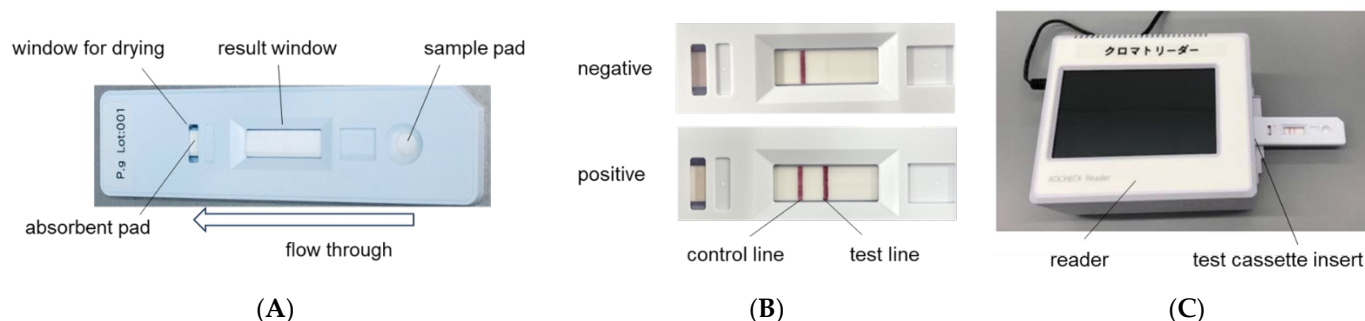 window for drying
result window
sample pad
P.g Lot:001
absorbent pad
flow through
(A)
negative
positive
control line
test line
(B)
クロマトリーダー
ADCHECK Reader
reader
test cassette insert
(C)